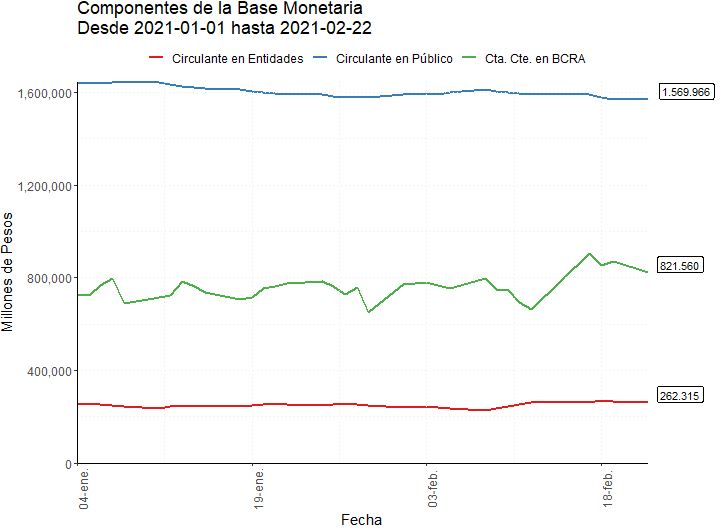 Componentes de la Base Monetaria
Desde 2021-01-01 hasta 2021-02-22
Circulante en Entidades Circulante en Público Cta. Cte. en BCRA
1,600,000
1.569.966
1,200,000
Millones de Pesos
821.560
800,000
400,000
262.315
0
04-ene. 19-ene. 03-feb. 18-feb.
Fecha